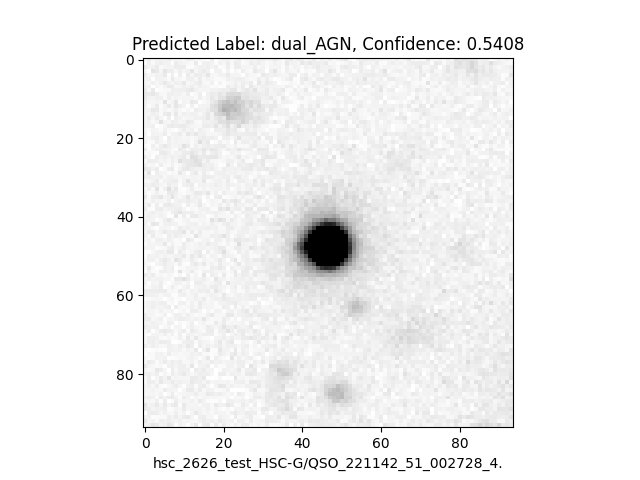 Predicted Label: dual_AGN, Confidence: 0.5408
0
20
40
60
80
0 20 40 60 80
hsc_2626_test_HSC-G/QSO_221142_51_002728_4.